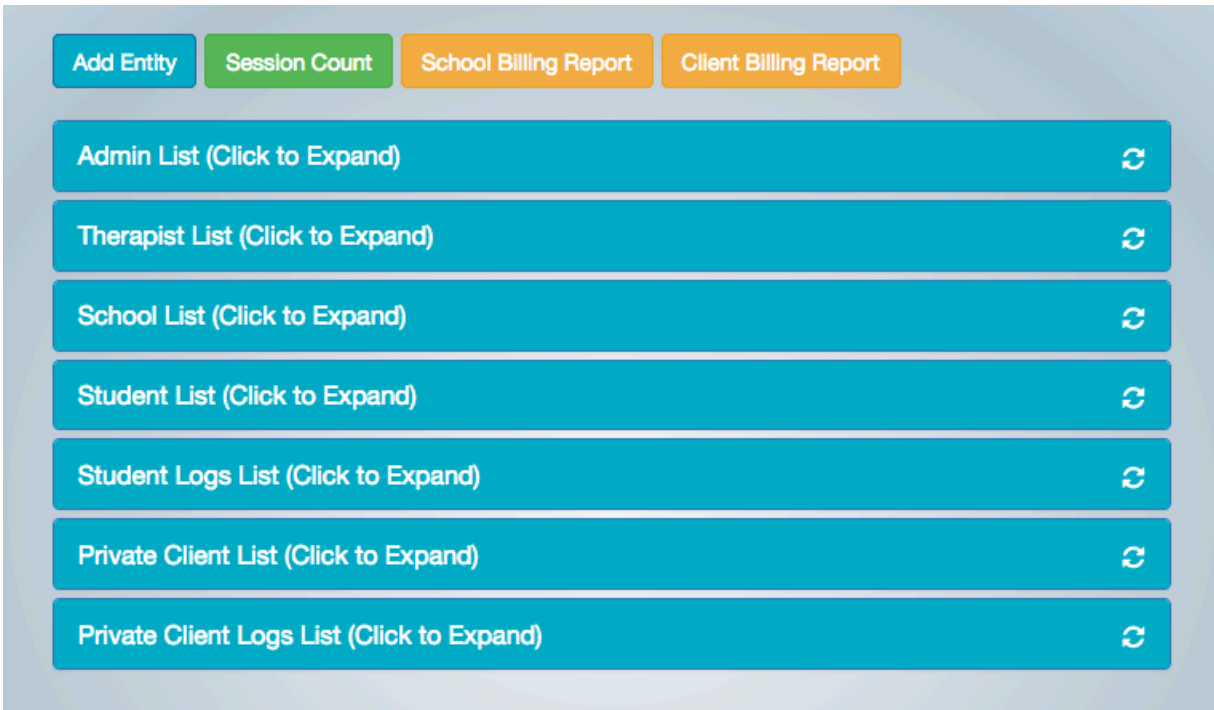 Add Entity Session Count School Billing Report Client Billing Report
Admin List (Click to Expand)
Therapist List (Click to Expand)
School List (Click to Expand)
Student List (Click to Expand)
Student Logs List (Click to Expand)
Private Client List (Click to Expand)
Private Client Logs List (Click to Expand)